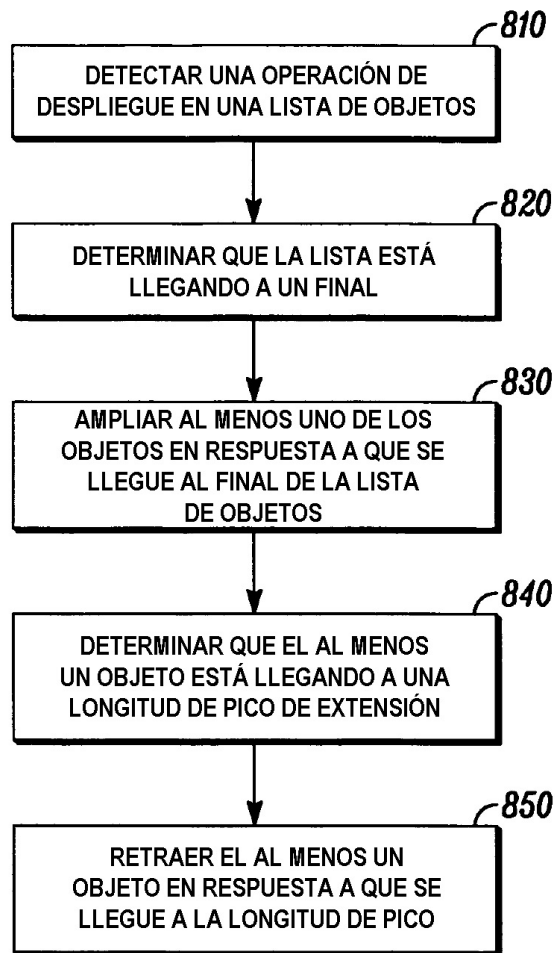 810
DETECTAR UNA OPERACIÓN DE
DESPLIEGUE EN UNA LISTA DE OBJETOS
820
DETERMINAR QUE LA LISTA ESTÁ
LLEGANDO A UN FINAL
830
AMPLIAR AL MENOS UNO DE LOS
OBJETOS EN RESPUESTA A QUE SE
LLEGUE AL FINAL DE LA LISTA
DE OBJETOS
840
DETERMINAR QUE EL AL MENOS
UN OBJETO ESTÁ LLEGANDO A UNA
LONGITUD DE PICO DE EXTENSIÓN
850
RETRAER EL AL MENOS UN
OBJETO EN RESPUESTA A QUE SE
LLEGUE A LA LONGITUD DE PICO